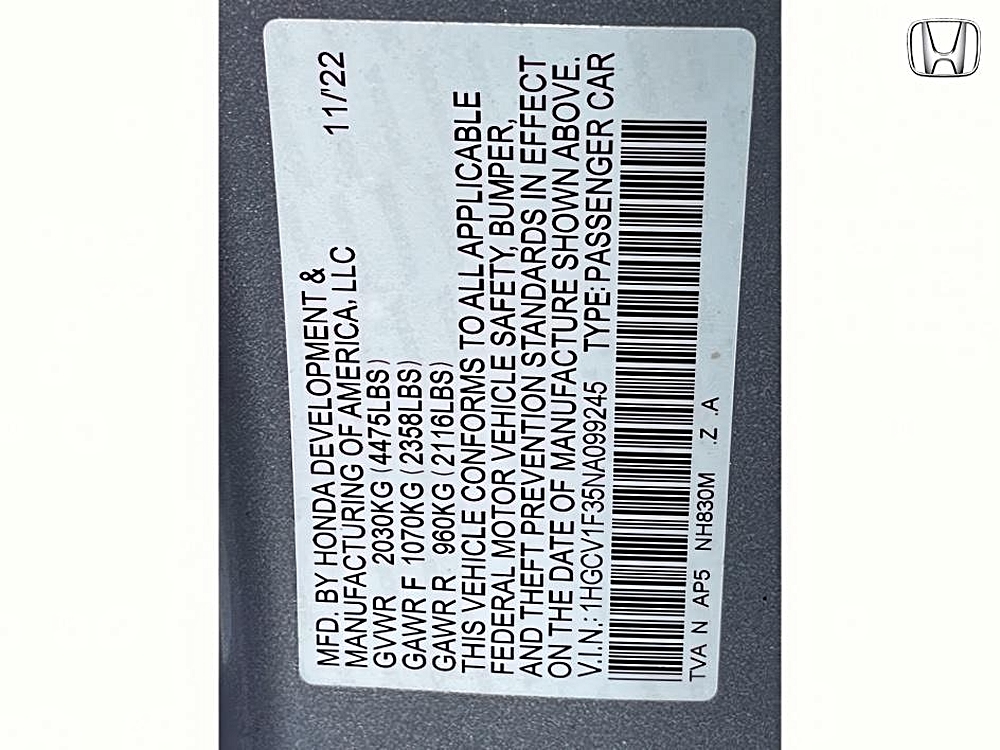 MFD. BY HONDA DEVELOPMENT & 11/'22
MANUFACTURING OF AMERICA, LLC
GVWR 2030KG (4475LBS)
GAWR F 1070KG (2358LBS)
GAWR R 960KG (2116LBS)
THIS VEHICLE CONFORMS TO ALL APPLICABLE
FEDERAL MOTOR VEHICLE SAFETY, BUMPER,
AND THEFT PREVENTION STANDARDS IN EFFECT
ON THE DATE OF MANUFACTURE SHOWN ABOVE.
V.I.N.:1HGCV1F35NA099245 TYPE:PASSENGER CAR
TVA N AP5 NH830M .Z .A